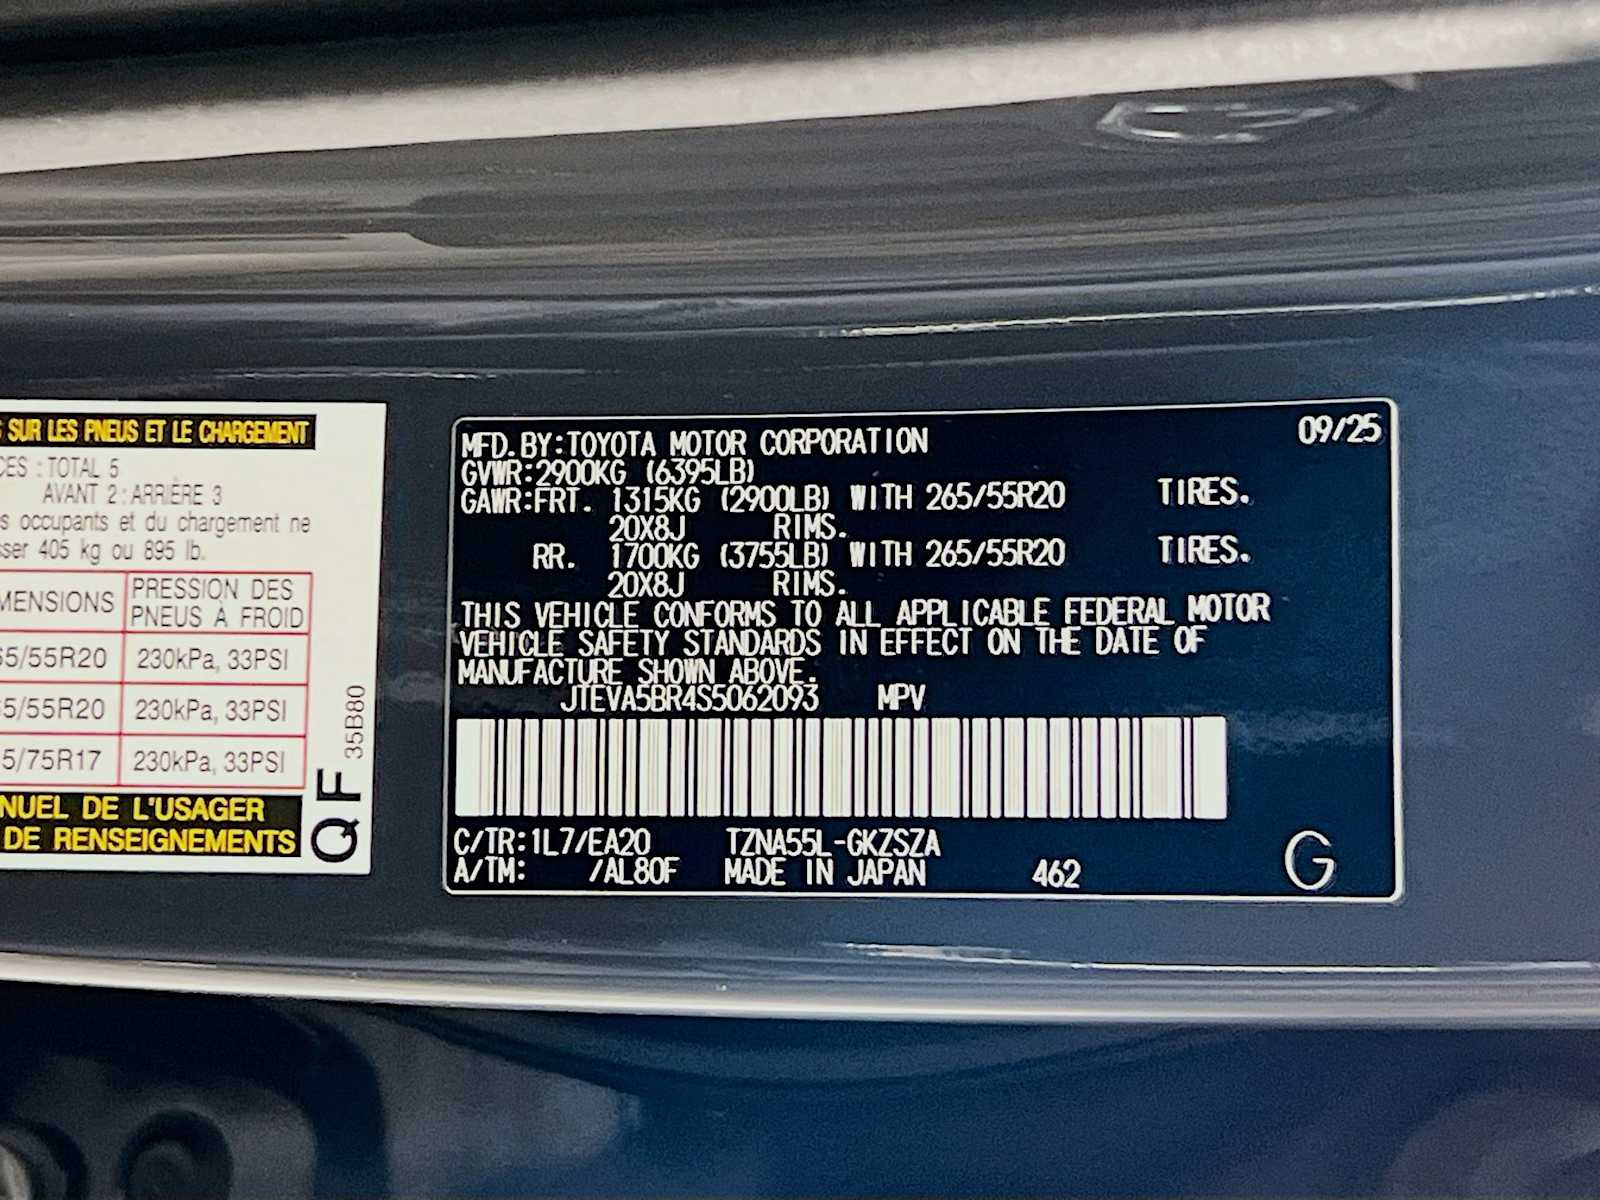 SUR LES PNEUS ET LE CHARGEMENT
CES : TOTAL 5
AVANT 2 : ARRIÈRE 3
occupants et du chargement ne
sser 405 kg ou 895 lb.
MENSIONS PRESSION DES PNEUS À FROID
5/55R20 230kPa, 33PSI
5/55R20 230kPa, 33PSI
5/75R17 230kPa, 33PSI
NUEL DE L'USAGER
DE RENSEIGNEMENTS
QF 35B80
09/25
MFD. BY: TOYOTA MOTOR CORPORATION
GVWR: 2900KG (6395LB)
GAWR: FRT. 1315KG (2900LB) WITH 265/55R20 TIRES.
20X8J RIMS.
RR. 1700KG (3755LB) WITH 265/55R20 TIRES.
20X8J RIMS.
THIS VEHICLE CONFORMS TO ALL APPLICABLE FEDERAL MOTOR
VEHICLE SAFETY STANDARDS IN EFFECT ON THE DATE OF
MANUFACTURE SHOWN ABOVE.
JTEVA5BR4S5062093 MPV
C/TR: 1L7/EA20 TZNA55L-GKZSZA
A/TM: /AL80F MADE IN JAPAN 462 G